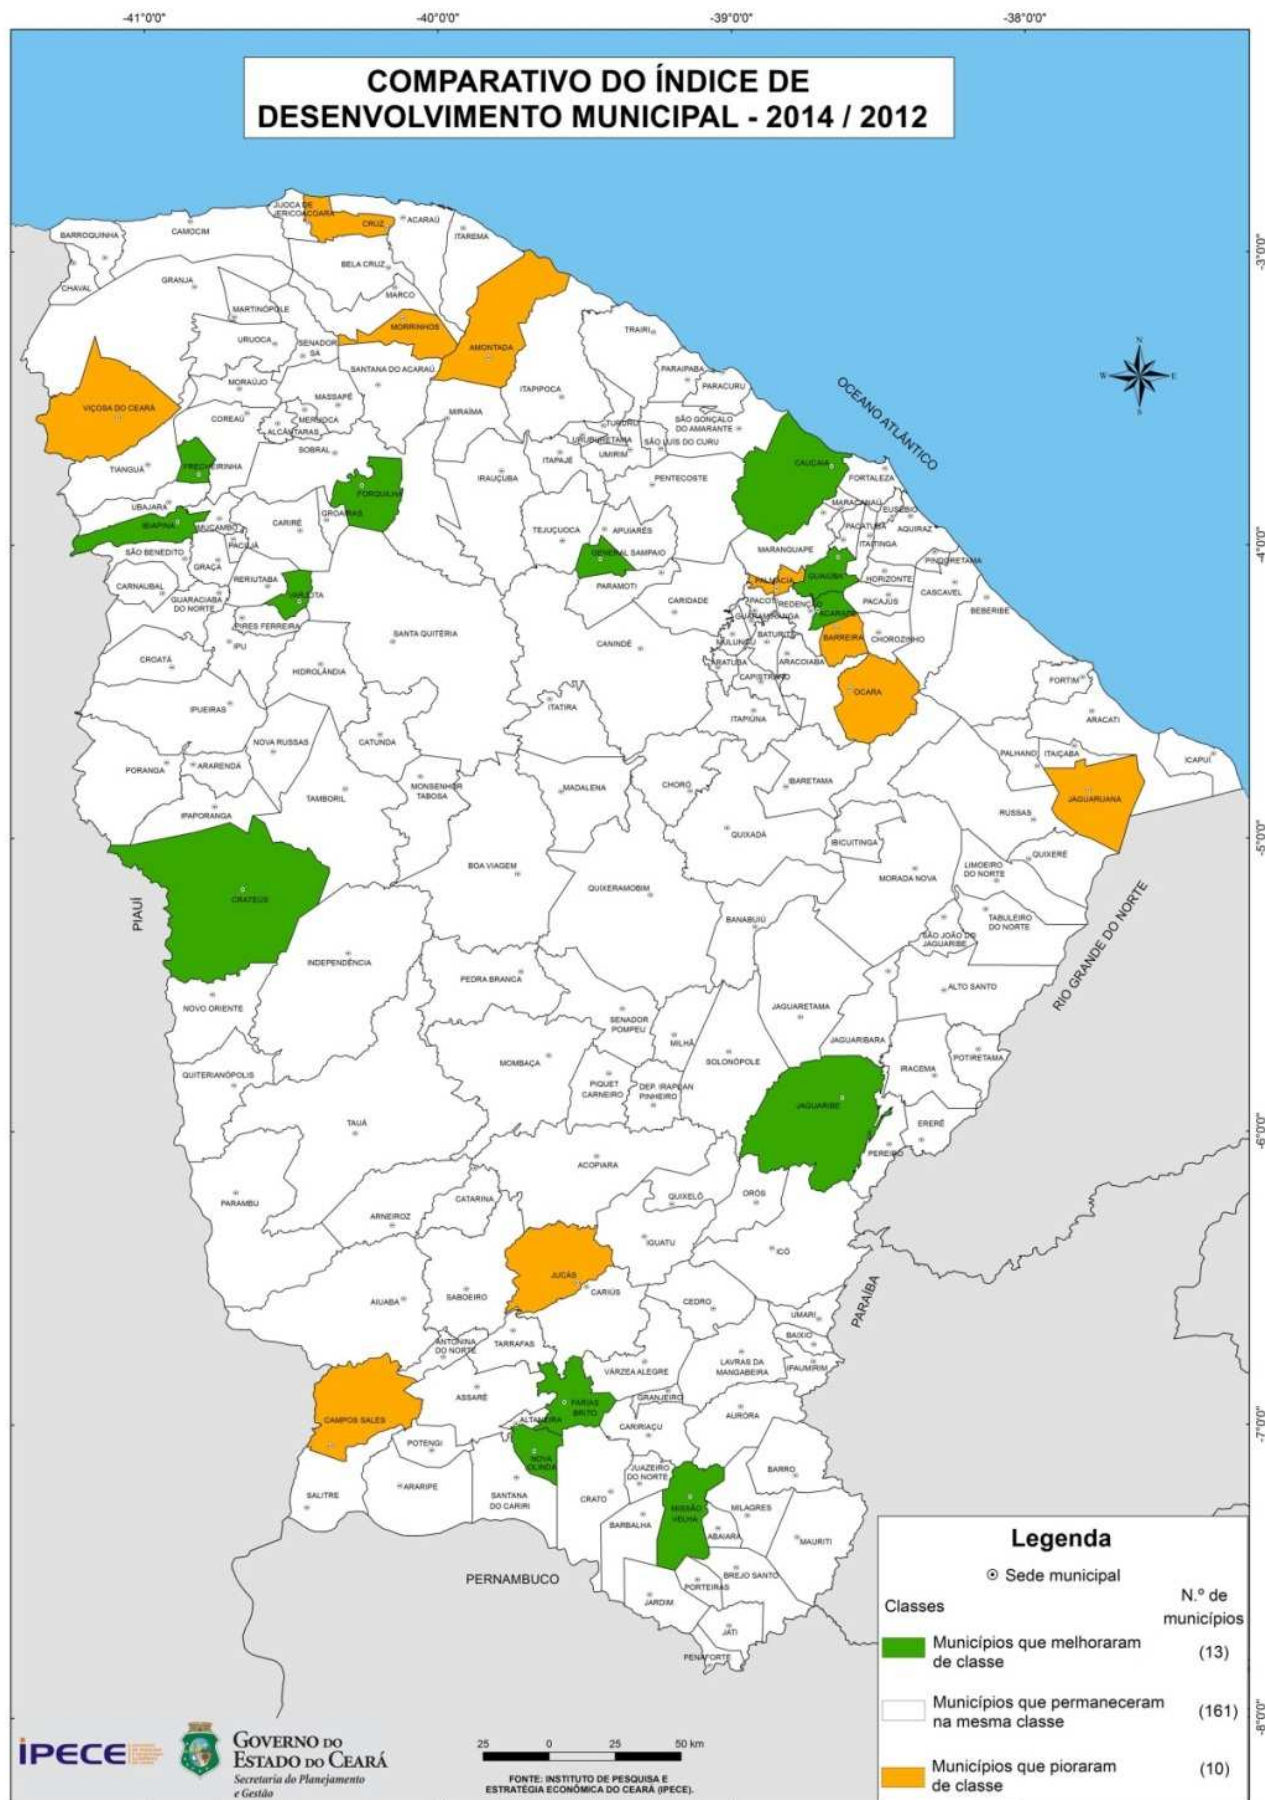 -41°0'0"
-40°0'0"
-39°0'0"
-38°0'0"
COMPARATIVO DO ÍNDICE DE
DESENVOLVIMENTO MUNICIPAL - 2014 / 2012
JIJOCA DE
JERICOACOARA
CRUZ
ACARAÚ
ITAREMA
BARROQUINHA
CAMOCIM
-3°0'0"
BELA CRUZ
CHAVAL
GRANJA
MARCO
MARTINÓPOLE
MORRINHOS
TRAIRI
URUOCA
SENADOR
SÁ
AMONTADA
SANTANA DO ACARAÚ
PARAIPABA
N
W
E
S
MORAÚJO
ITAPIPOCA
PARACURU
OCEANO ATLÂNTICO
VIÇOSA DO CEARÁ
MASSAPÊ
COREAÚ
MERUOCA
MIRAÍMA
SÃO GONÇALO
DO AMARANTE
ALCÂNTARAS
TURURU
URUBURETAMA
SÃO LUIS DO CURU
SOBRAL
UMIRIM
ITAPAJÉ
TIANGUÁ
FRECHEIRINHA
CAUCAIA
IRAUÇUBA
PENTECOSTE
FORTALEZA
FORQUILHA
UBAJARA
MARACANAÚ
EUSÉBIO
GROAÍRAS
IBIAPINA
MUCAMBO
CARIRÉ
TEJUÇUOCA
APUIARÉS
PACATUBA
AQUIRAZ
PACUJÁ
ITAITINGA
SÃO BENEDITO
GENERAL SAMPAIO
MARANGUAPE
-4°0'0"
GRAÇA
PINDORETAMA
CARNAUBAL
RERIUTABA
PARAMOTI
PALMÁCIA
GUAIÚBA
HORIZONTE
CASCAVEL
VARJOTA
GUARACIABA
DO NORTE
CARIDADE
PACOTI
REDENÇÃO
PACAJUS
BEBERIBE
ACARAPE
GUARAMIRANGA
PIRES FERREIRA
SANTA QUITÉRIA
MULUNGU
BATURITÉ
BARREIRA
CHOROZINHO
IPU
CANINDÉ
CROATÁ
ARATUBA
ARACOIABA
HIDROLÂNDIA
CAPISTRANO
FORTIM
OCARA
IPUEIRAS
ITATIRA
ITAPIÚNA
ARACATI
NOVA RUSSAS
CATUNDA
PALHANO
ITAIÇABA
ICAPUÍ
PORANGA
ARARENDÁ
IBARETAMA
MONSENHOR
TABOSA
MADALENA
CHORÓ
JAGUARUANA
TAMBORIL
IPAPORANGA
RUSSAS
QUIXADÁ
-5°0'0"
IBICUITINGA
QUIXERÉ
BOA VIAGEM
LIMOEIRO
DO NORTE
MORADA NOVA
QUIXERAMOBIM
CRATEÚS
PIAUÍ
BANABUIÚ
TABULEIRO
DO NORTE
RIO GRANDE DO NORTE
SÃO JOÃO DO
JAGUARIBE
INDEPENDÊNCIA
PEDRA BRANCA
ALTO SANTO
NOVO ORIENTE
JAGUARETAMA
SENADOR
POMPEU
JAGUARIBARA
MILHÃ
MOMBAÇA
SOLONÓPOLE
POTIRETAMA
IRACEMA
QUITERIANÓPOLIS
PIQUET
CARNEIRO
DEP. IRAPUAN
PINHEIRO
JAGUARIBE
TAUÁ
ERERÉ
-6°0'0"
PEREIRO
ACOPIARA
PARAMBU
CATARINA
QUIXELÔ
ORÓS
ARNEIROZ
IGUATU
ICÓ
JUCÁS
CARIÚS
AIUABA
SABOEIRO
CEDRO
PARAÍBA
UMARI
BAIXIO
ANTONINA
DO NORTE
TARRAFAS
LAVRAS DA
MANGABEIRA
IPAUMIRIM
VÁRZEA ALEGRE
ASSARÉ
GRANJEIRO
FARIAS
BRITO
CAMPOS SALES
ALTANEIRA
CARIRIAÇU
AURORA
-7°0'0"
POTENGI
NOVA
OLINDA
JUAZEIRO
DO NORTE
BARRO
ARARIPE
SALITRE
SANTANA
DO CARIRI
CRATO
MISSÃO
VELHA
MILAGRES
BARBALHA
ABAIARA
MAURITI
PERNAMBUCO
BREJO SANTO
PORTEIRAS
JARDIM
JATI
PENAFORTE
Legenda
Sede municipal
Classes
N.º de
municípios
Municípios que melhoraram
de classe
(13)
Municípios que permaneceram
na mesma classe
(161)
Municípios que pioraram
de classe
(10)
-8°0'0"
iPECE
GOVERNO DO
ESTADO DO CEARÁ
Secretaria do Planejamento
e Gestão
25 0 25 50 km
FONTE: INSTITUTO DE PESQUISA E
ESTRATÉGIA ECONÔMICA DO CEARÁ (IPECE).